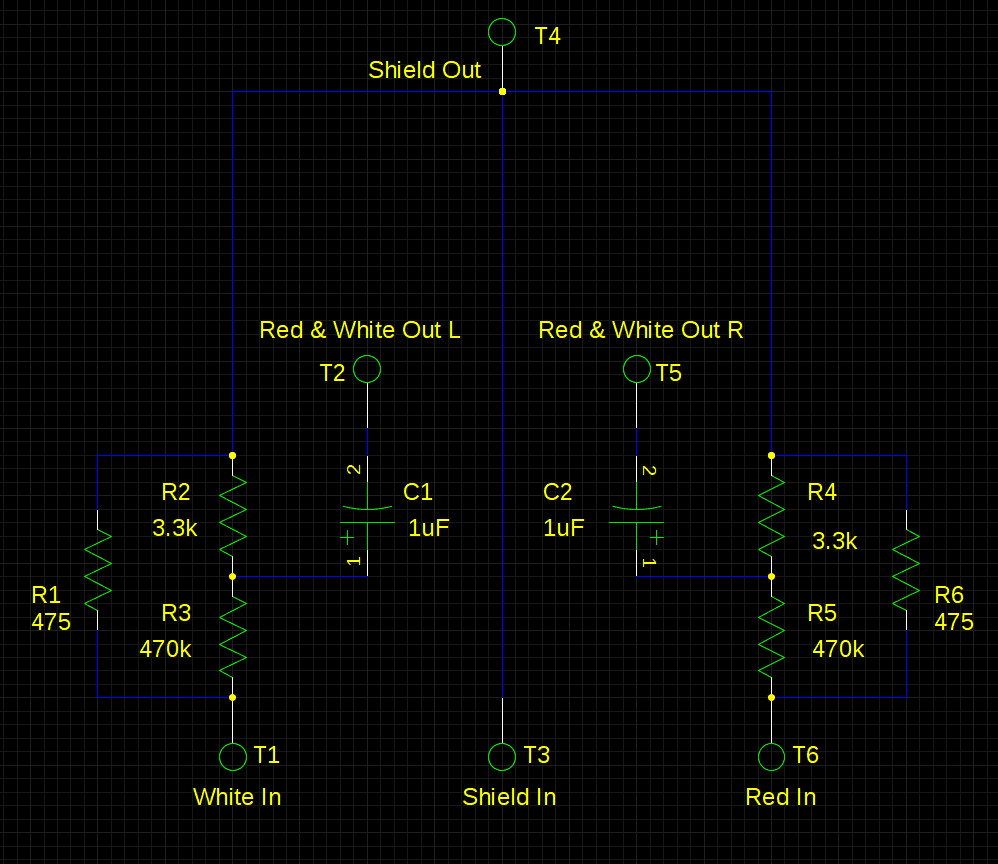 T4
Shield Out
Red & White Out L
Red & White Out R
T2
T5
2
2
R2
C1
C2
R4
3.3k
1uF
1uF
3.3k
+
+
1
1
R1
475
R3
470k
R5
470k
R6
475
T1
T3
T6
White In
Shield In
Red In